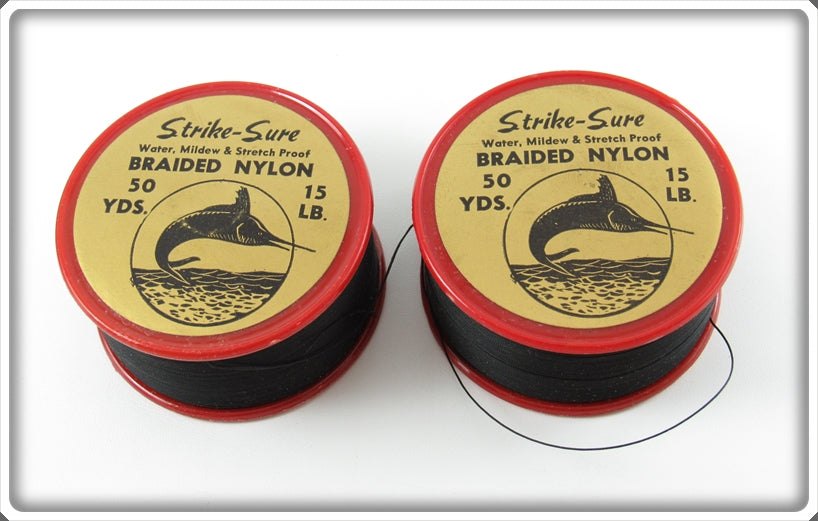 Strike-Sure
Water, Mildew & Stretch Proof
BRAIDED NYLON
50 YDS.
15 LB.
Strike-Sure
Water, Mildew & Stretch Proof
BRAIDED NYLON
50 YDS.
15 LB.